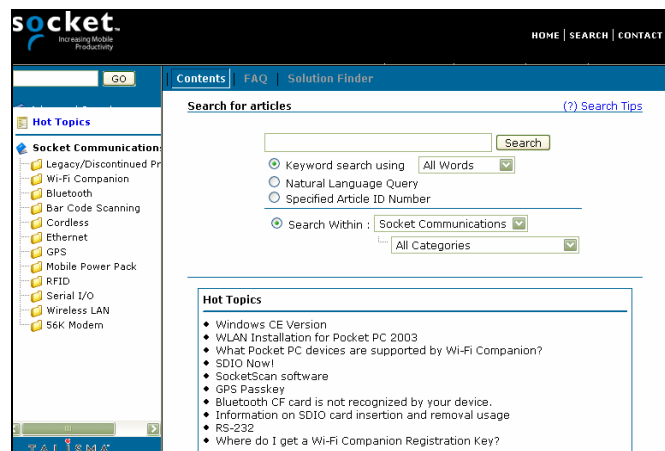 socket
Increasing Mobile
Productivity
HOME | SEARCH | CONTACT
GO
Contents | FAQ | Solution Finder
Search for articles
(?) Search Tips
Hot Topics
Socket Communications
Legacy/Discontinued Pr
Wi-Fi Companion
Bluetooth
Bar Code Scanning
Cordless
Ethernet
GPS
Mobile Power Pack
RFID
Serial I/O
Wireless LAN
56K Modem
Search
Keyword search using All Words
Natural Language Query
Specified Article ID Number
Search Within : Socket Communications
All Categories
Hot Topics
Windows CE Version
WLAN Installation for Pocket PC 2003
What Pocket PC devices are supported by Wi-Fi Companion?
SDIO Now!
SocketScan software
GPS Passkey
Bluetooth CF card is not recognized by your device.
Information on SDIO card insertion and removal usage
RS-232
Where do I get a Wi-Fi Companion Registration Key?
TALISMA